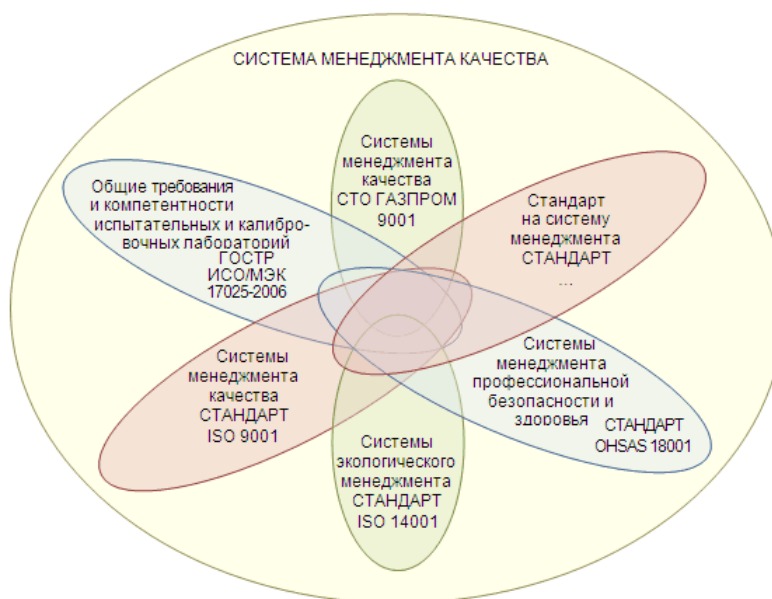 СИСТЕМА МЕНЕДЖМЕНТА КАЧЕСТВА
Системы
менеджмента
качества
СТО ГАЗПРОМ
9001
Общие требования
и компетентности
испытательных и калибро-
вочных лабораторий
ГОСТР
ИСО/МЭК
17025-2006
Стандарт
на систему
менеджмента
СТАНДАРТ
...
Системы
менеджмента
качества
СТАНДАРТ
ISO 9001
Системы
менеджмента
профессиональной
безопасности и
здоровья
СТАНДАРТ
OHSAS 18001
Системы
экологического
менеджмента
СТАНДАРТ
ISO 14001